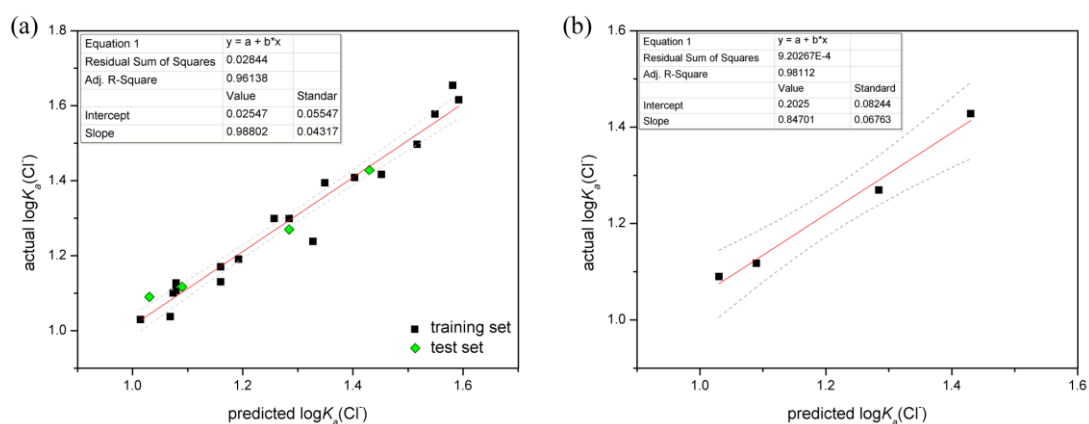 (a)
1.8
1.6
1.4
1.2
1.0
actual logKa(Cl-)
Equation 1 y = a + b*x
Residual Sum of Squares 0.02844
Adj. R-Square 0.96138
Value Standar
Intercept 0.02547 0.05547
Slope 0.98802 0.04317
training set
test set
1.0 1.2 1.4 1.6
predicted logKa(Cl-)
(b)
1.6
1.4
1.2
1.0
actual logKa(Cl-)
Equation 1 y = a + b*x
Residual Sum of Squares 9.20267E-4
Adj. R-Square 0.98112
Value Standard
Intercept 0.2025 0.08244
Slope 0.84701 0.06763
1.0 1.2 1.4 1.6
predicted logKa(Cl-)